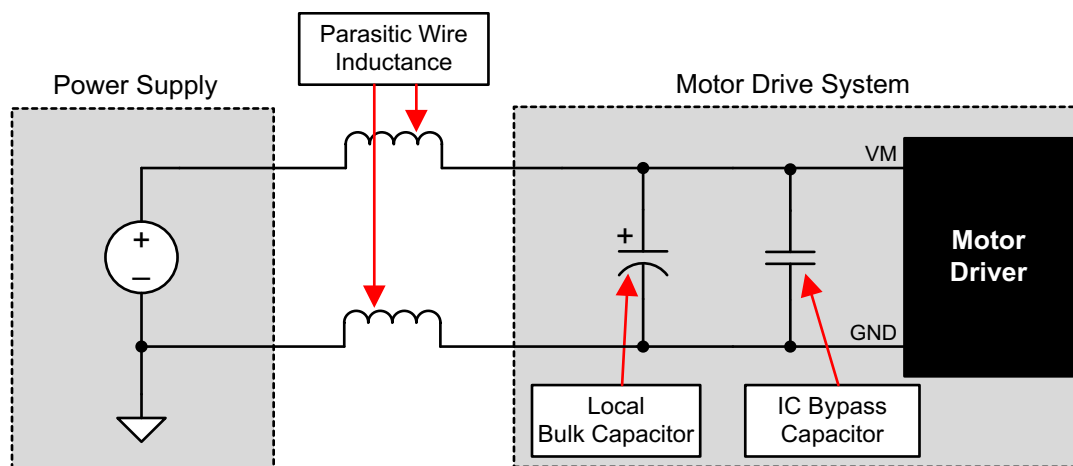 Parasitic Wire
Inductance
Power Supply
Motor Drive System
VM
+
–
+
Motor
Driver
GND
Local
Bulk Capacitor
IC Bypass
Capacitor